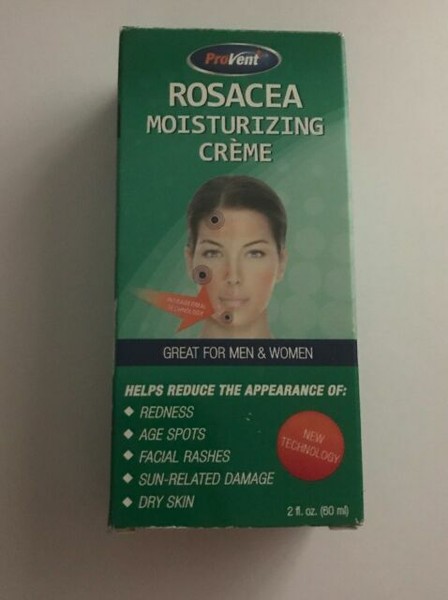 ProVent
ROSACEA
MOISTURIZING
CRÈME
TECHNOLOGY
GREAT FOR MEN & WOMEN
HELPS REDUCE THE APPEARANCE OF:
◆ REDNESS
◆ AGE SPOTS
◆ FACIAL RASHES
◆ SUN-RELATED DAMAGE
◆ DRY SKIN
NEW
TECHNOLOGY
2 fl. oz. (60 ml)